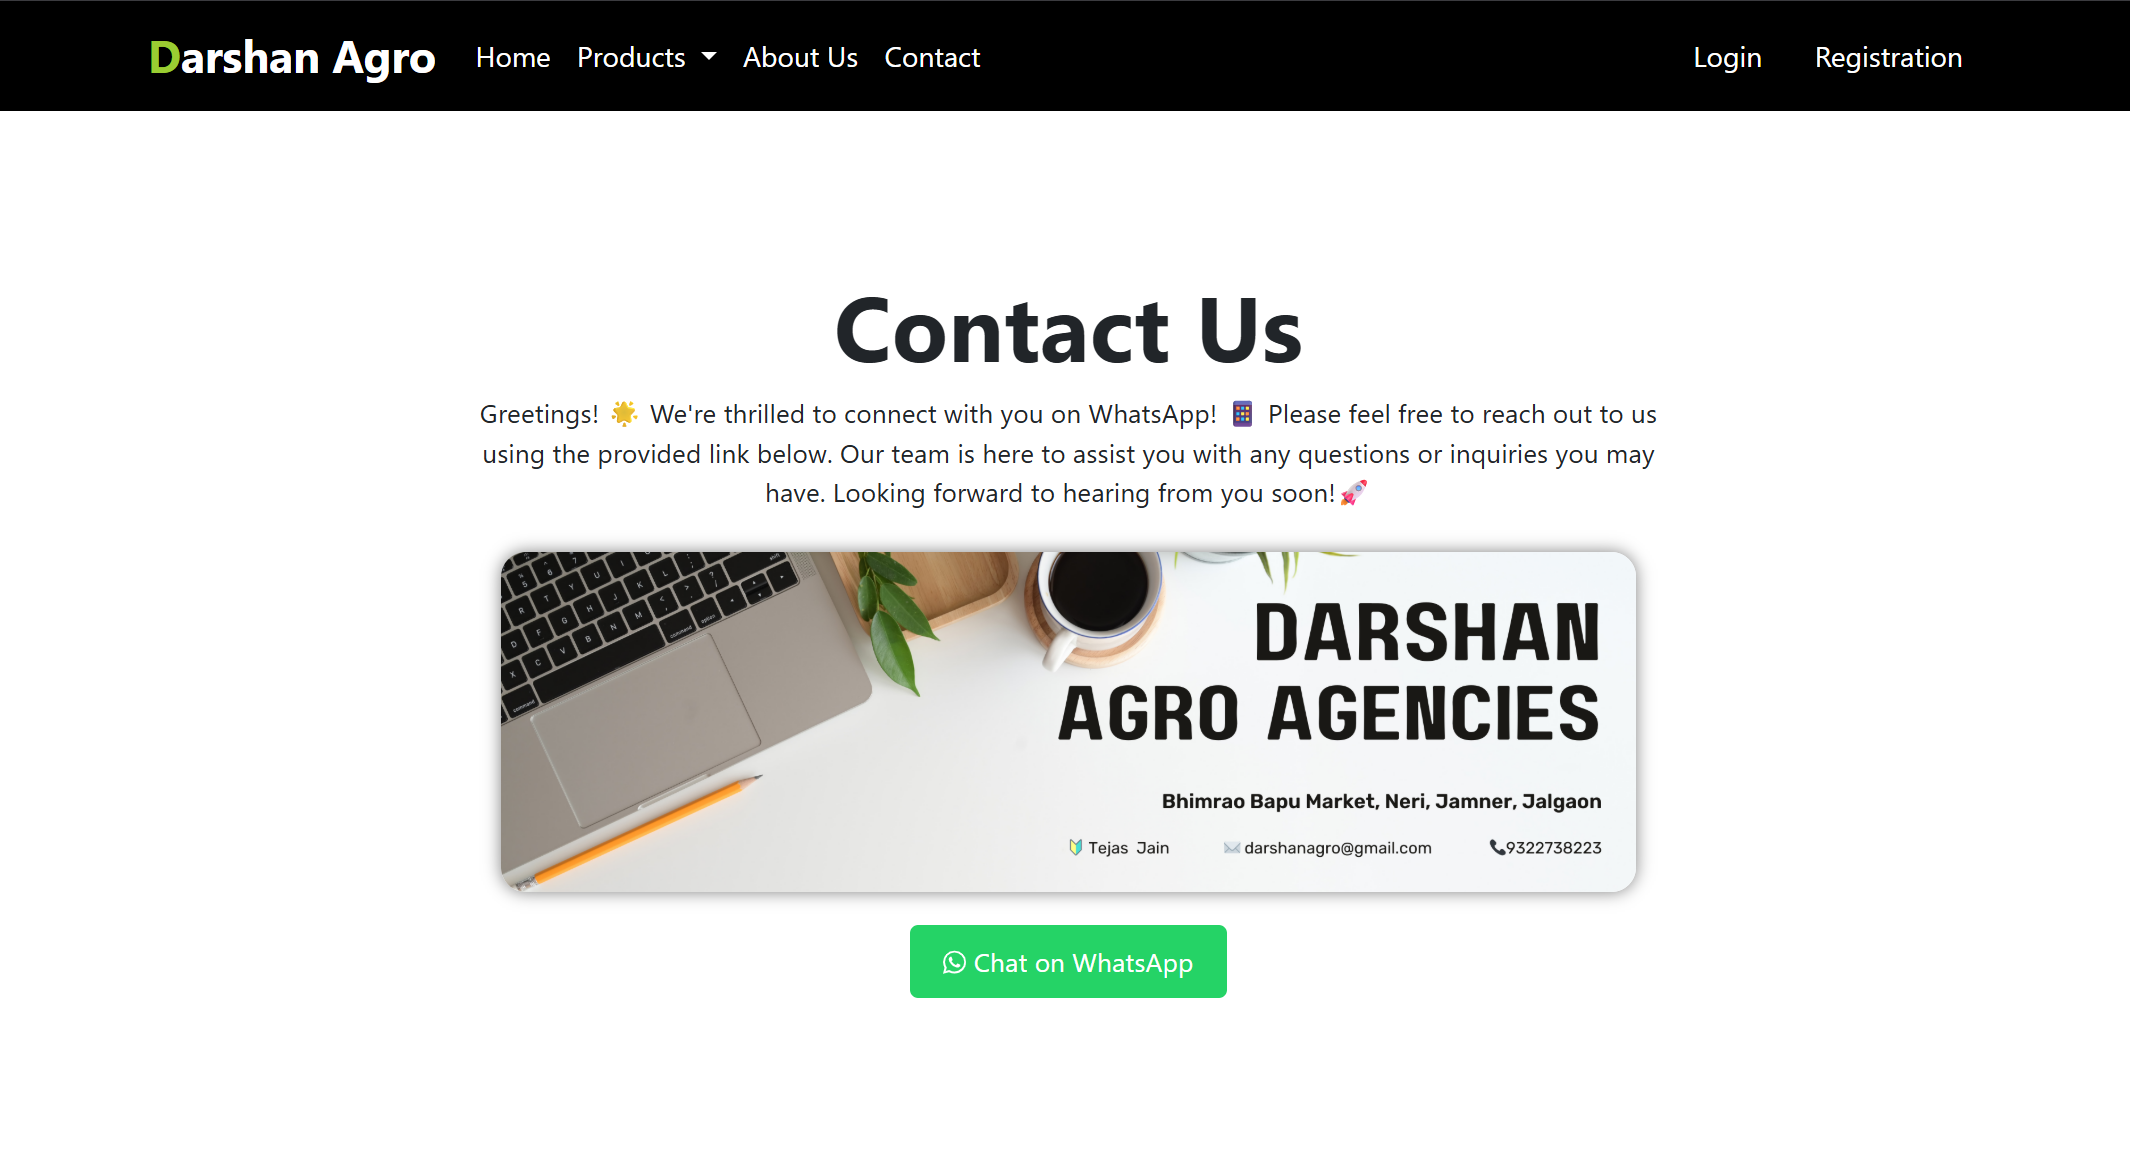 Darshan Agro Home Products About Us Contact Login Registration
Contact Us
Greetings! 🌟 We're thrilled to connect with you on WhatsApp! 📱 Please feel free to reach out to us
using the provided link below. Our team is here to assist you with any questions or inquiries you may
have. Looking forward to hearing from you soon!🚀
DARSHAN
AGRO AGENCIES
Bhimrao Bapu Market, Neri, Jamner, Jalgaon
🔰 Tejas Jain ✉️ darshanagro@gmail.com 📞9322738223
Chat on WhatsApp